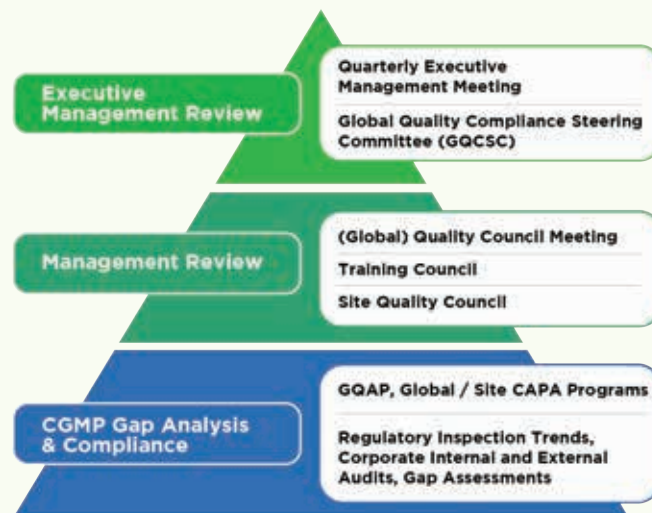 Executive
Management Review
Quarterly Executive
Management Meeting
Global Quality Compliance Steering
Committee (GQCSC)
Management Review
(Global) Quality Council Meeting
Training Council
Site Quality Council
CGMP Gap Analysis
& Compliance
GQAP, Global / Site CAPA Programs
Regulatory Inspection Trends,
Corporate Internal and External
Audits, Gap Assessments